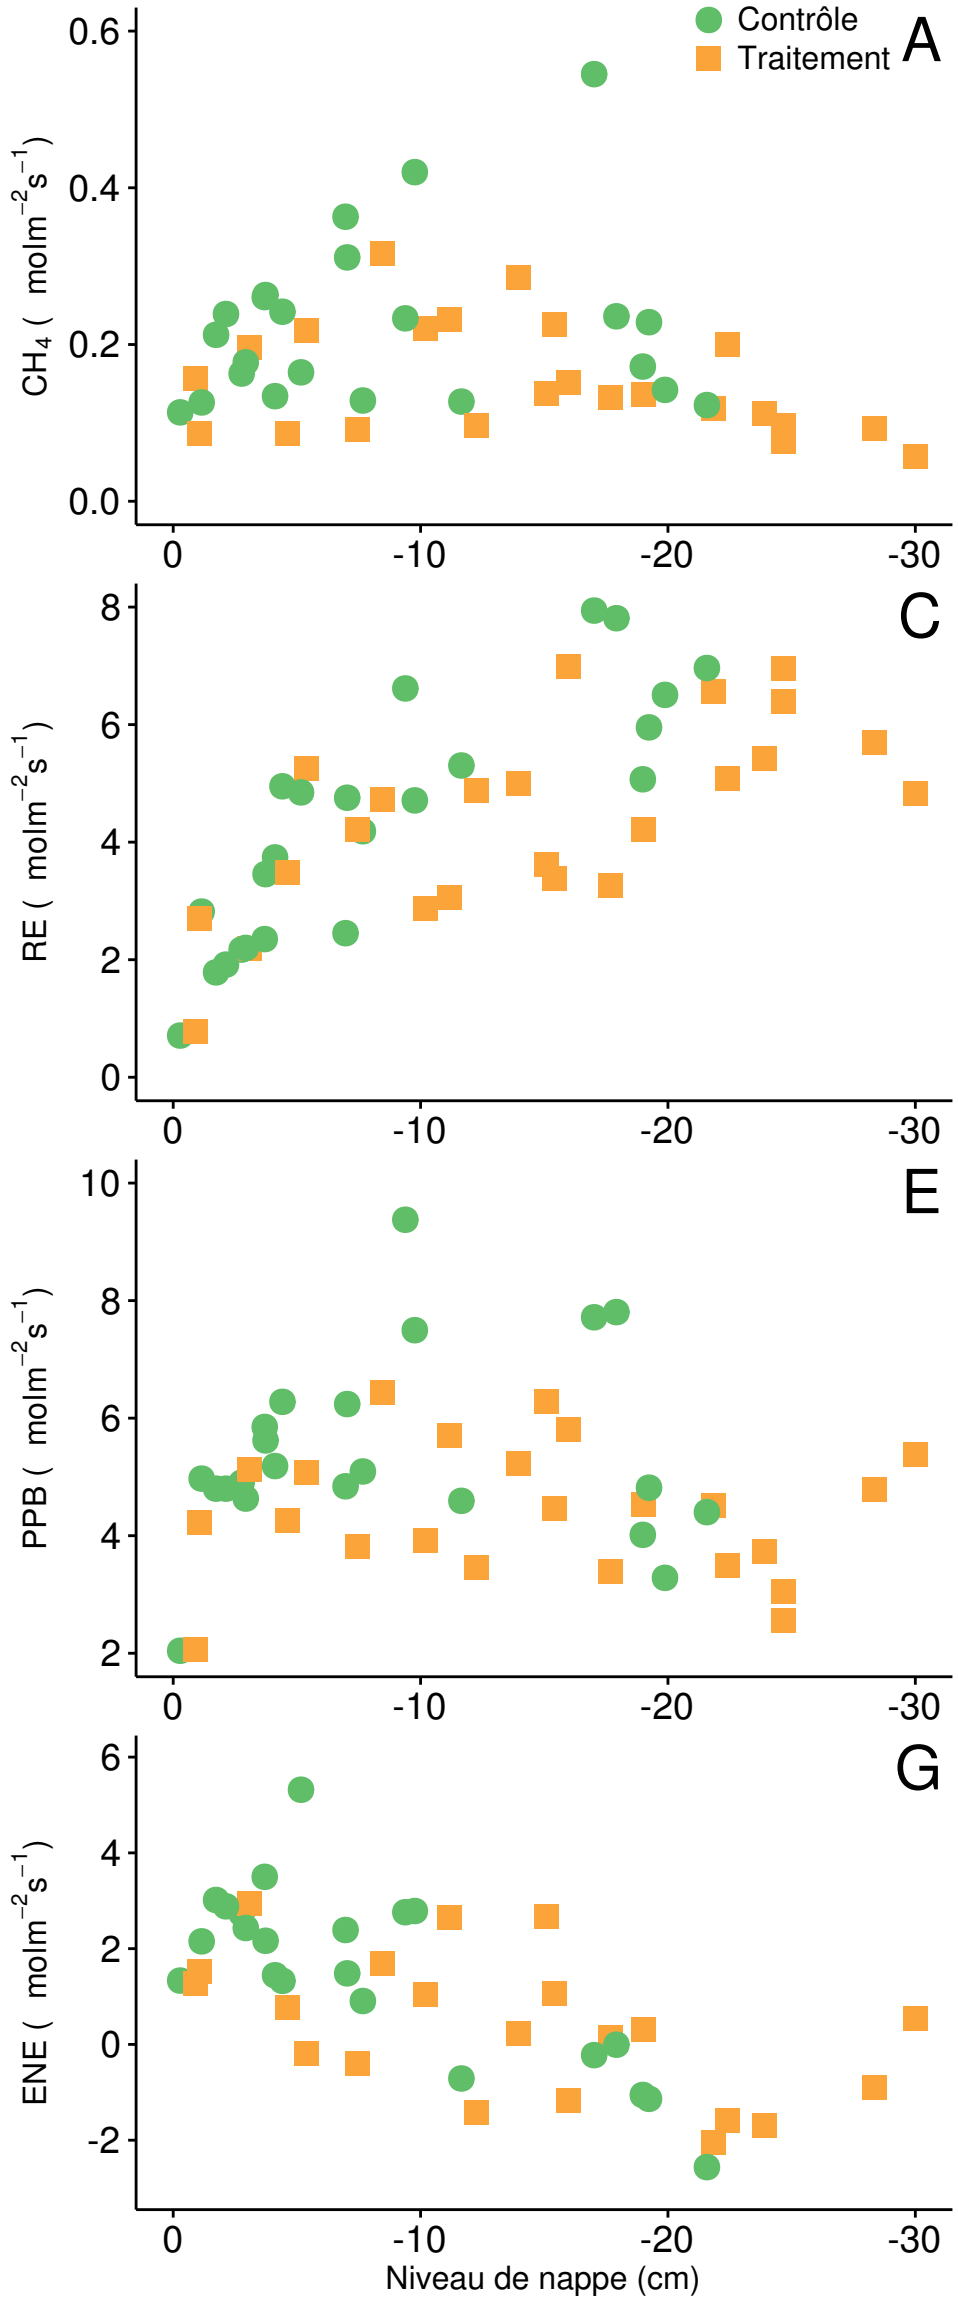 Contrôle
Traitement
A
CH₄ ( molm⁻²s⁻¹)
0.6
0.4
0.2
0.0
0 -10 -20 -30
C
RE ( molm⁻²s⁻¹)
8
6
4
2
0
0 -10 -20 -30
E
PPB ( molm⁻²s⁻¹)
10
8
6
4
2
0 -10 -20 -30
G
ENE ( molm⁻²s⁻¹)
6
4
2
0
-2
0 -10 -20 -30
Niveau de nappe (cm)